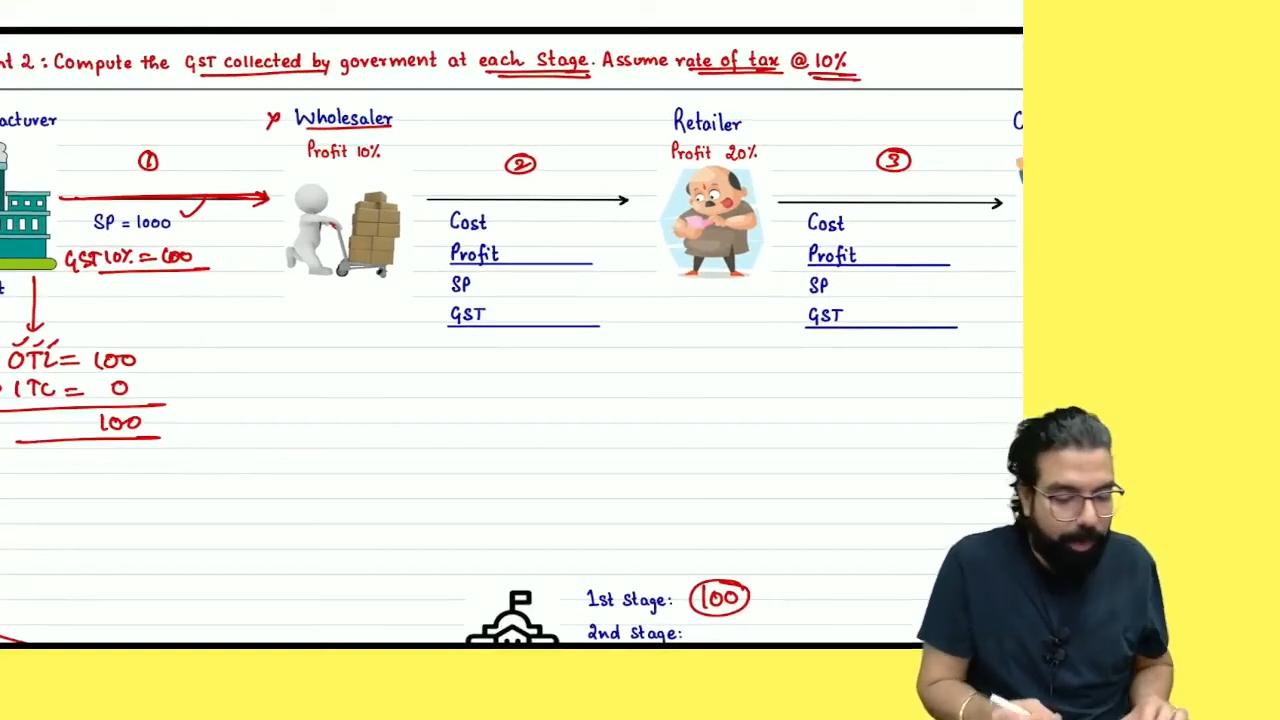 nt 2 : Compute the GST collected by goverment at each Stage. Assume rate of tax @ 10%
acturer
Wholesaler
Profit 10%
Retailer
Profit 20%
C
1
2
3
SP = 1000
GST 10% = 100
t
OTL = 100
ITC = 0
100
Cost
Profit
SP
GST
Cost
Profit
SP
GST
1st Stage: 100
2nd Stage: